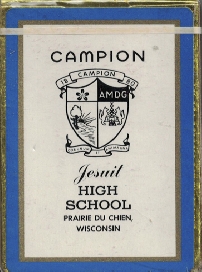 CAMPION
18 CAMPION 80
AMDG
Jesuit
HIGH
SCHOOL
PRAIRIE DU CHIEN,
WISCONSIN